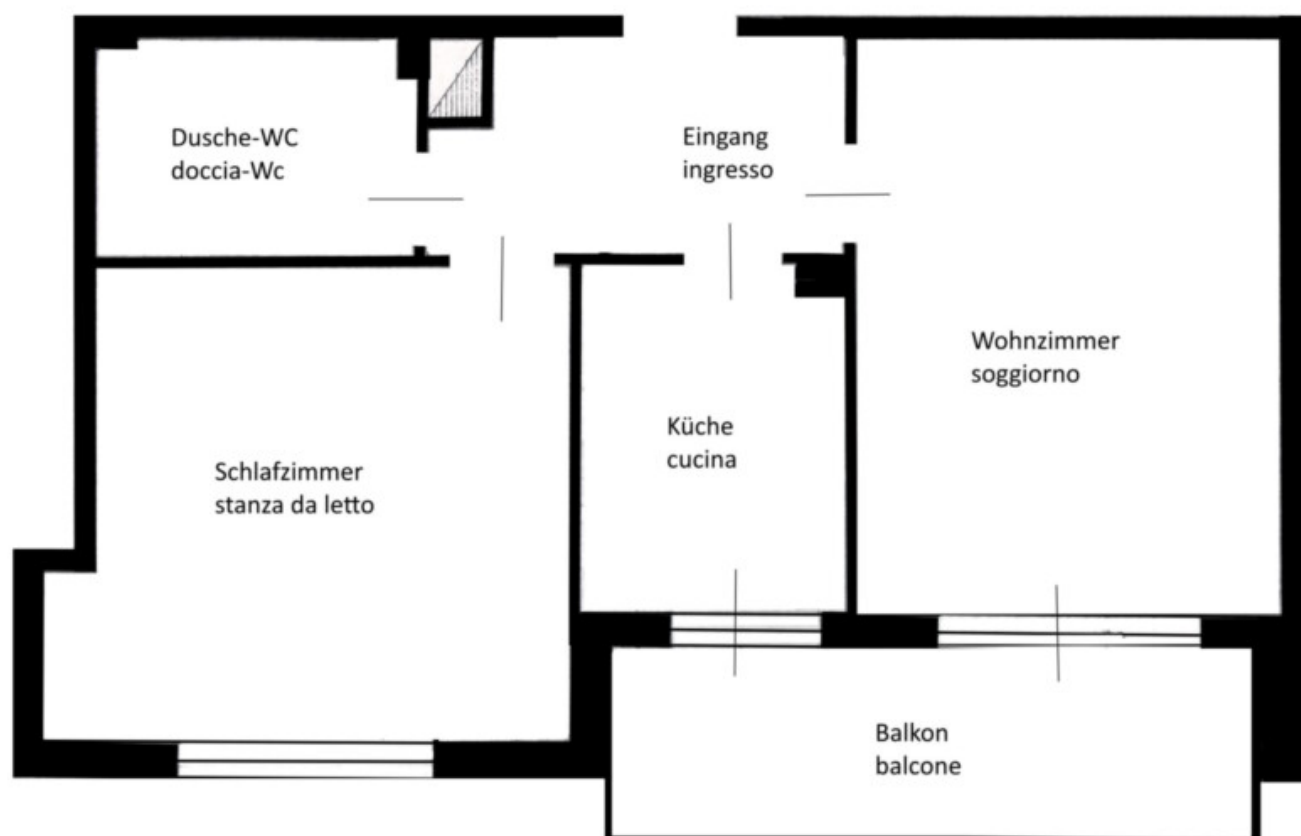 Dusche-WC
doccia-Wc
Eingang
ingresso
Wohnzimmer
soggiorno
Küche
cucina
Schlafzimmer
stanza da letto
Balkon
balcone